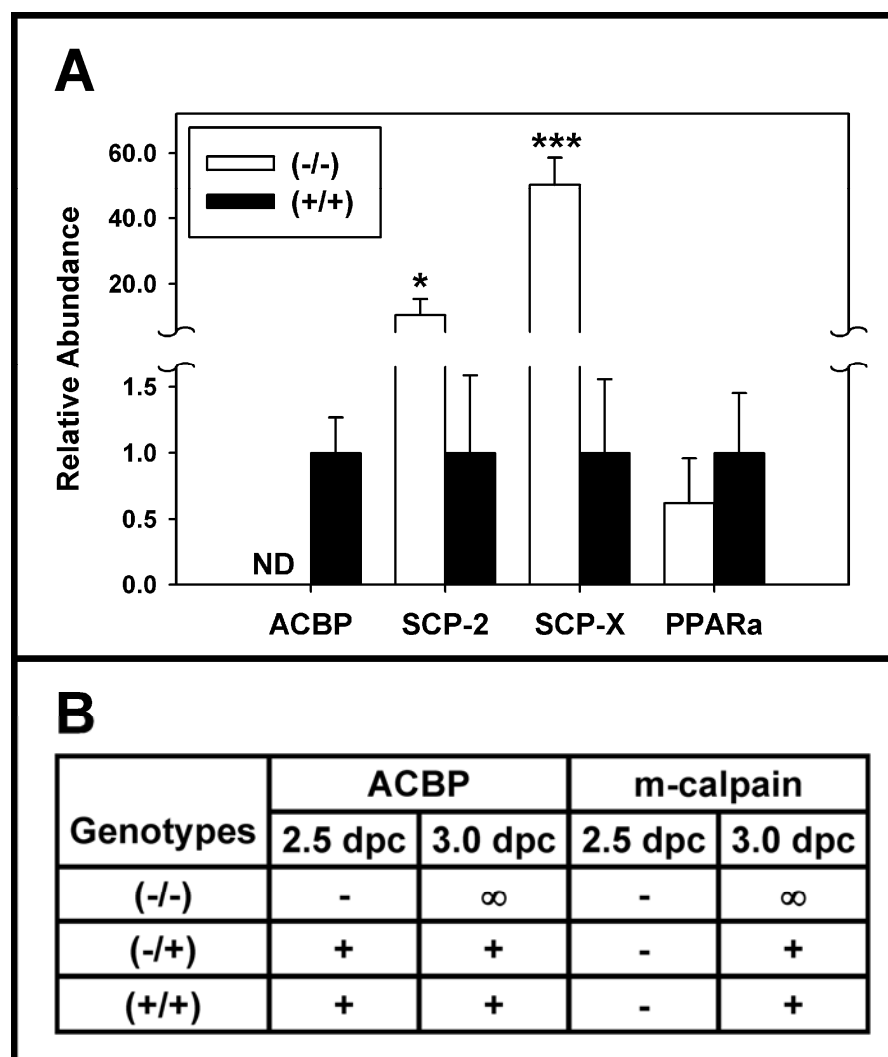 A
***
(-/-)
(+/+)
*
Relative Abundance
60.0
40.0
20.0
1.5
1.0
0.5
0.0
ND
ACBP SCP-2 SCP-X PPARa
B
Genotypes ACBP m-calpain
2.5 dpc 3.0 dpc 2.5 dpc 3.0 dpc
(-/-) - ∞ - ∞
(-/+) + + - +
(+/+) + + - +